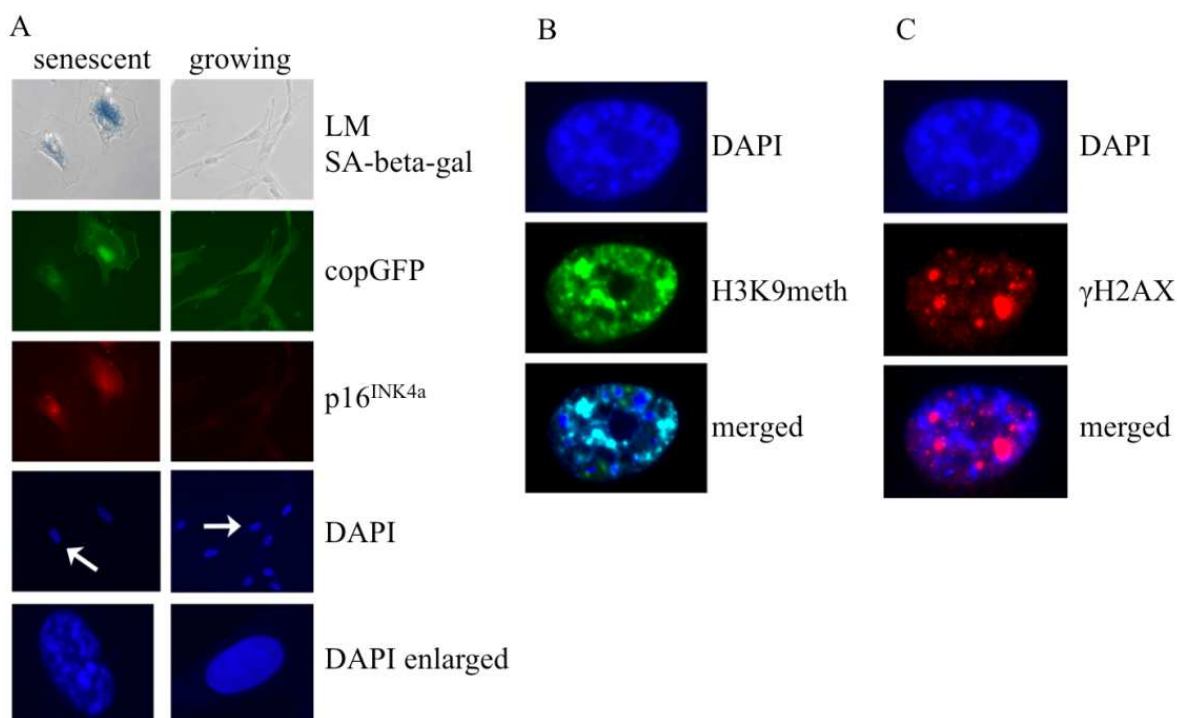 A
senescent growing
LM
SA-beta-gal
copGFP
p16INK4a
DAPI
DAPI enlarged
B
DAPI
H3K9meth
merged
C
DAPI
γH2AX
merged